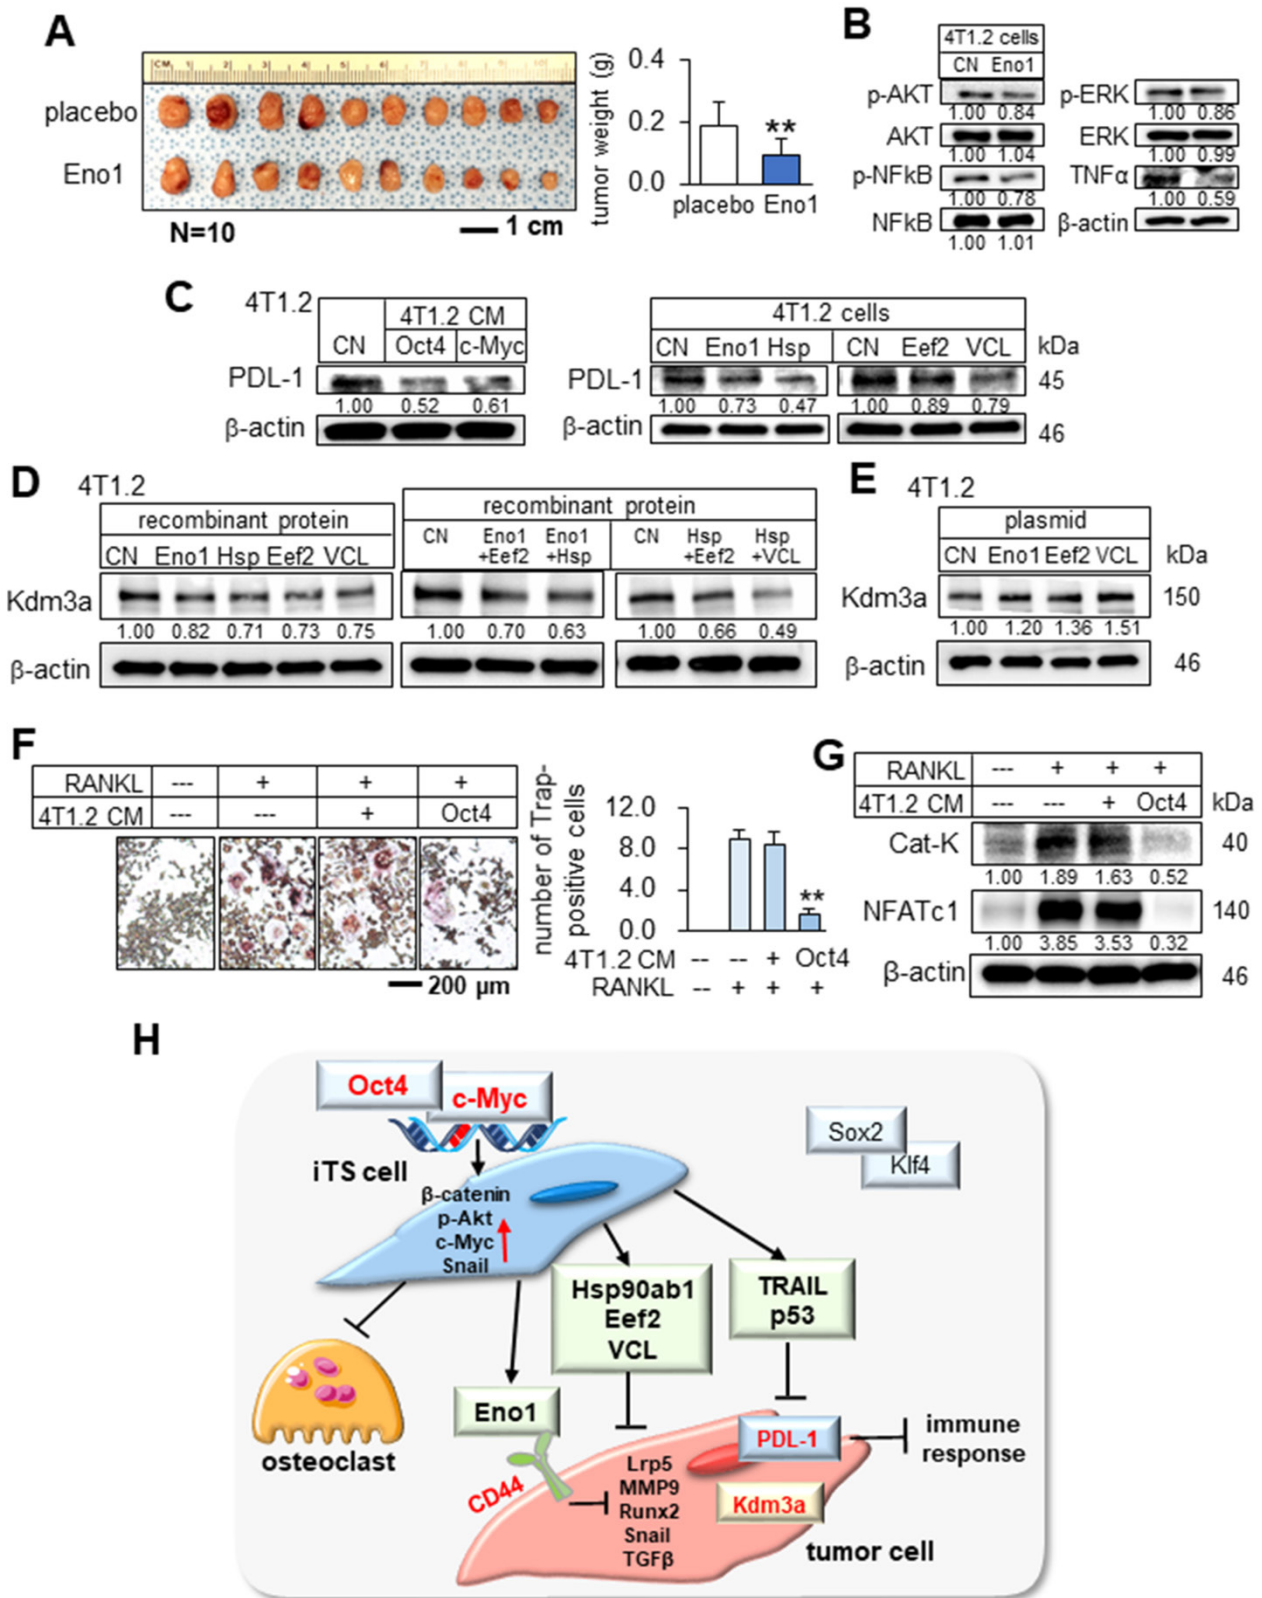 A
CM 1 2 3 4 5 6 7 8 9 10
placebo
Eno1
N=10
1 cm
tumor weight (g)
0.4
0.2
0.0
**
placebo Eno1
B
4T1.2 cells
CN Eno1
p-AKT
1.00 0.84
AKT
1.00 1.04
p-NFkB
1.00 0.78
NFkB
1.00 1.01
p-ERK
1.00 0.86
ERK
1.00 0.99
TNFα
1.00 0.59
β-actin
C
4T1.2
4T1.2 CM
CN Oct4 c-Myc
PDL-1
1.00 0.52 0.61
β-actin
4T1.2 cells
CN Eno1 Hsp CN Eef2 VCL kDa
PDL-1 45
1.00 0.73 0.47 1.00 0.89 0.79
β-actin 46
D
4T1.2
recombinant protein
CN Eno1 Hsp Eef2 VCL
Kdm3a
1.00 0.82 0.71 0.73 0.75
β-actin
recombinant protein
CN Eno1 Eno1 CN Hsp Hsp
+Eef2 +Hsp +Eef2 +VCL
1.00 0.70 0.63 1.00 0.66 0.49
E
4T1.2
plasmid
CN Eno1 Eef2 VCL kDa
Kdm3a 150
1.00 1.20 1.36 1.51
β-actin 46
F
RANKL --- + + +
4T1.2 CM --- --- + Oct4
200 μm
number of Trap-
positive cells
12.0
8.0
4.0
0.0
**
4T1.2 CM -- -- + Oct4
RANKL -- + + +
G
RANKL --- + + +
4T1.2 CM --- --- + Oct4 kDa
Cat-K 40
1.00 1.89 1.63 0.52
NFATc1 140
1.00 3.85 3.53 0.32
β-actin 46
H
Oct4
c-Myc
iTS cell
β-catenin
p-Akt
c-Myc
Snail
Sox2
Klf4
Hsp90ab1
Eef2
VCL
TRAIL
p53
Eno1
osteoclast
CD44
Lrp5
MMP9
Runx2
Snail
TGFβ
PDL-1
Kdm3a
immune
response
tumor cell